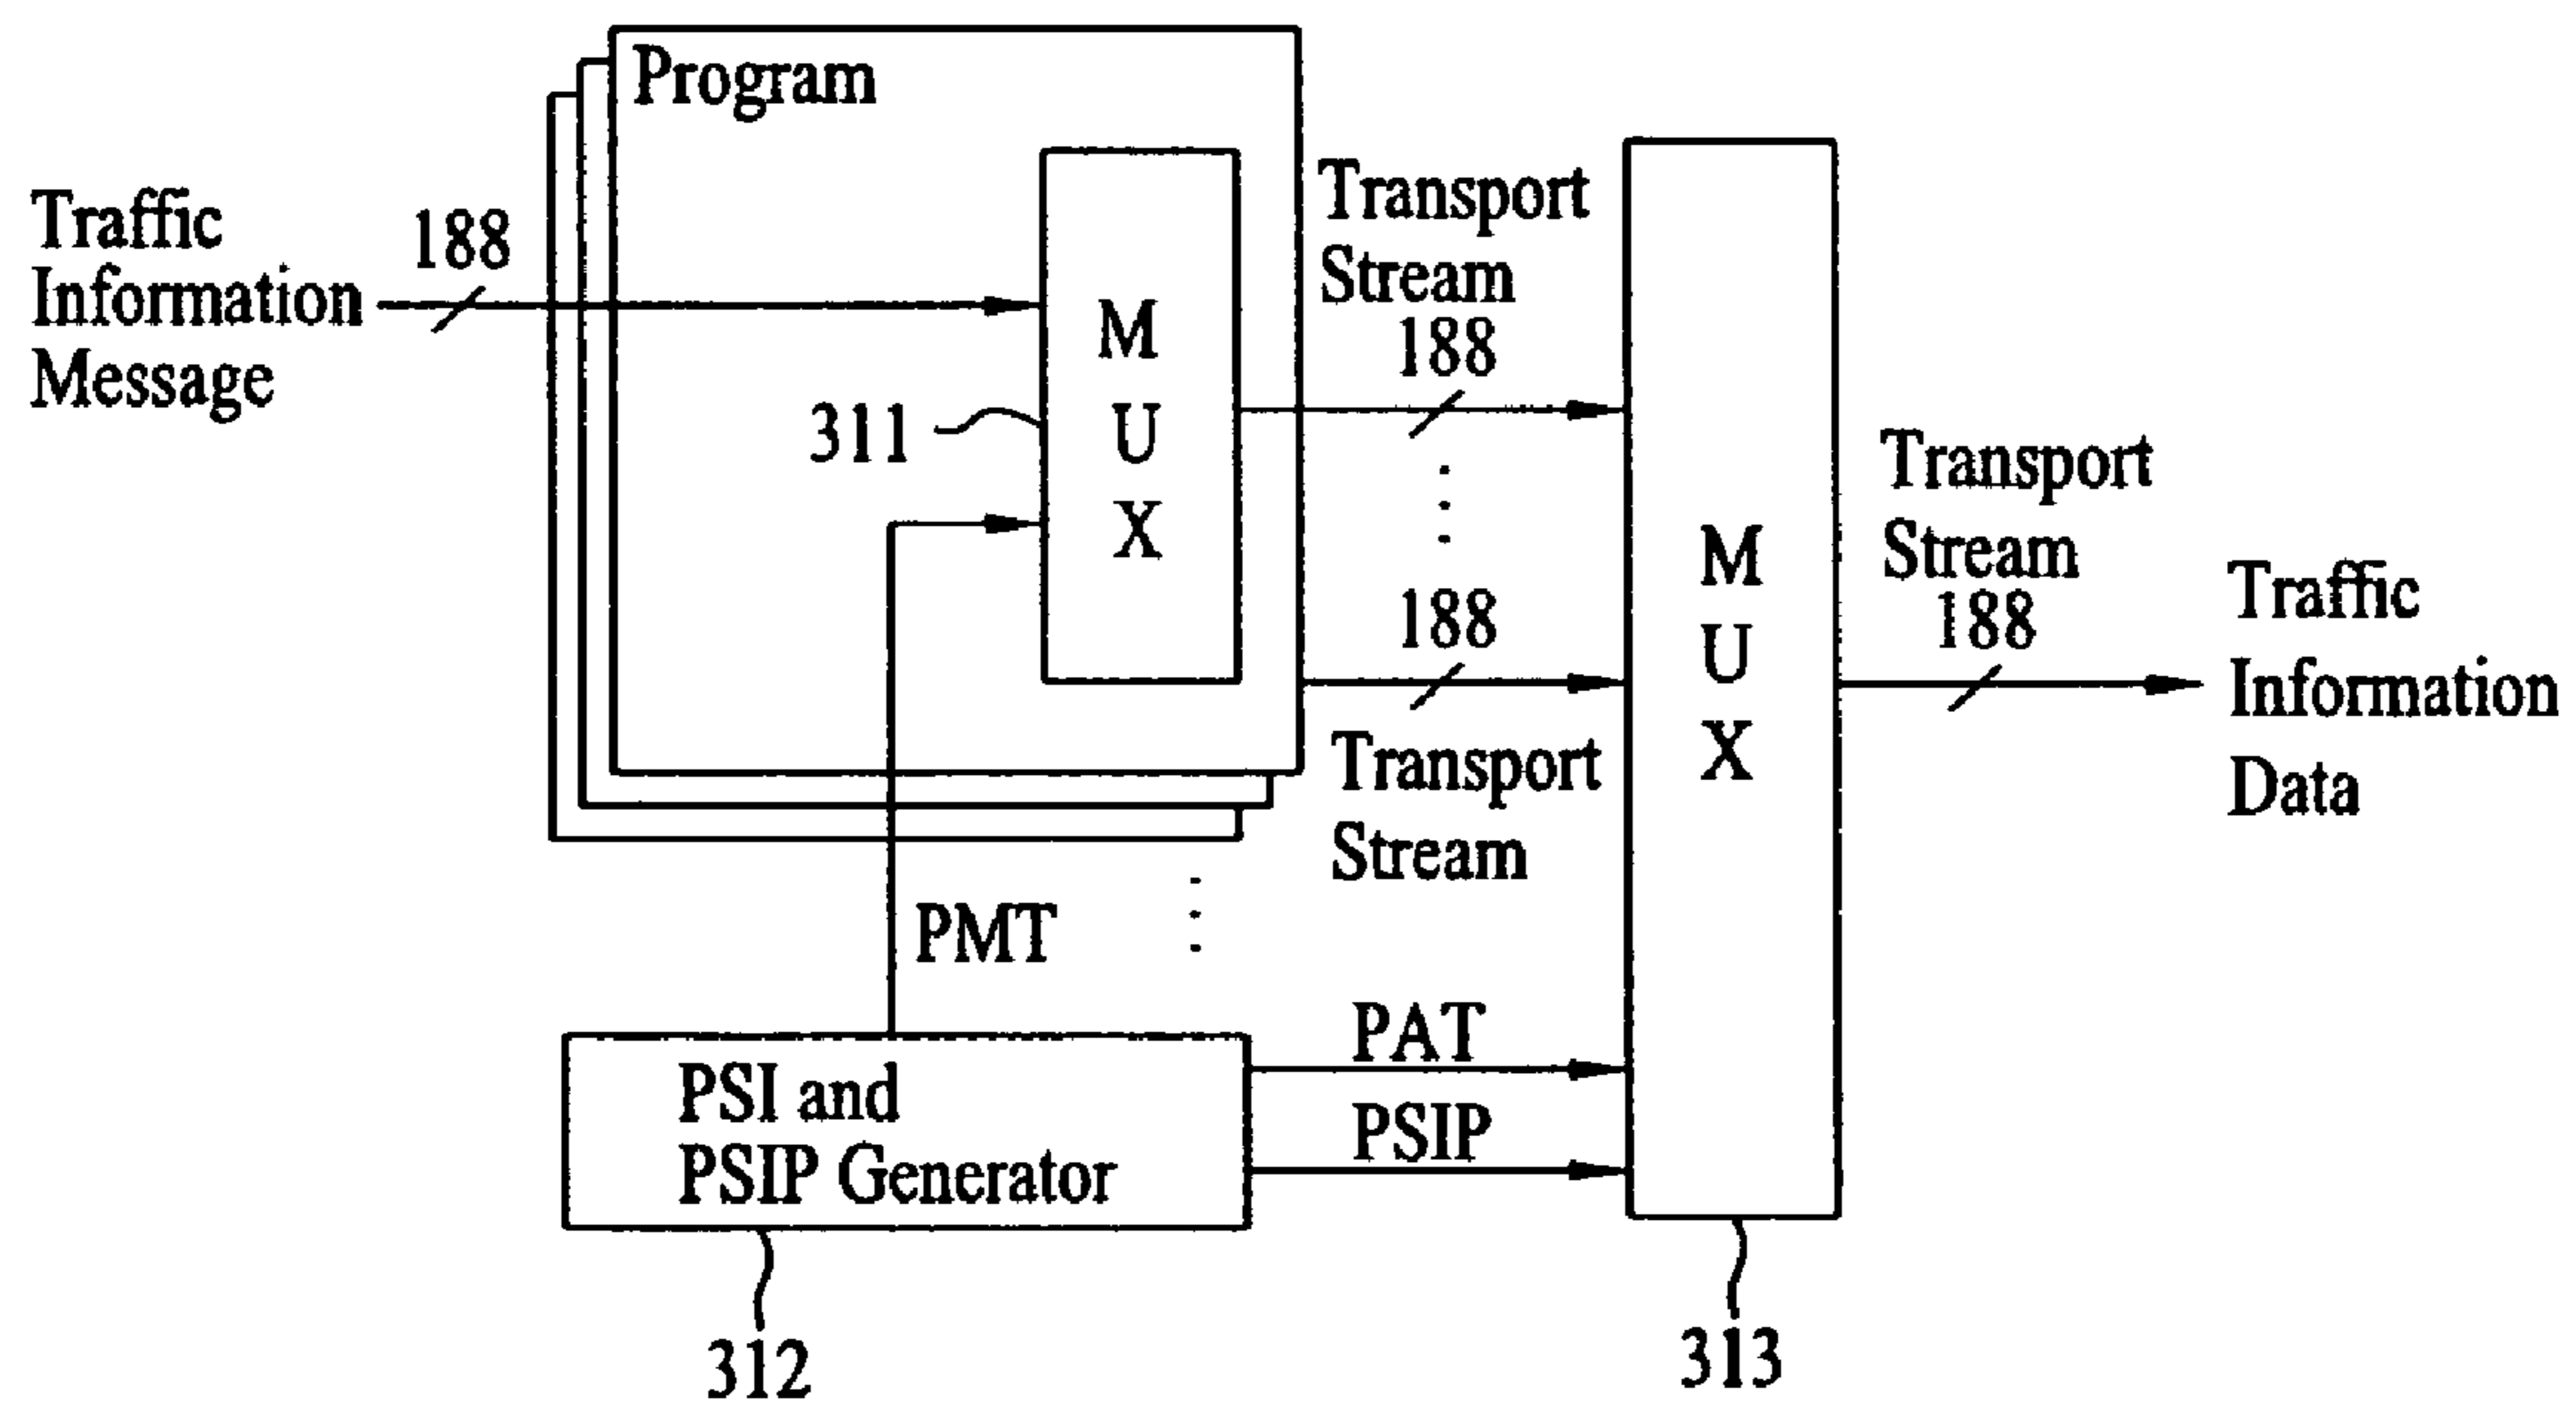 Program
Traffic
Information
Message
188
M
U
X
311
Transport
Stream
188
188
Transport
Stream
M
U
X
Transport
Stream
188
Traffic
Information
Data
PMT
PSI and
PSIP Generator
PAT
PSIP
312
313